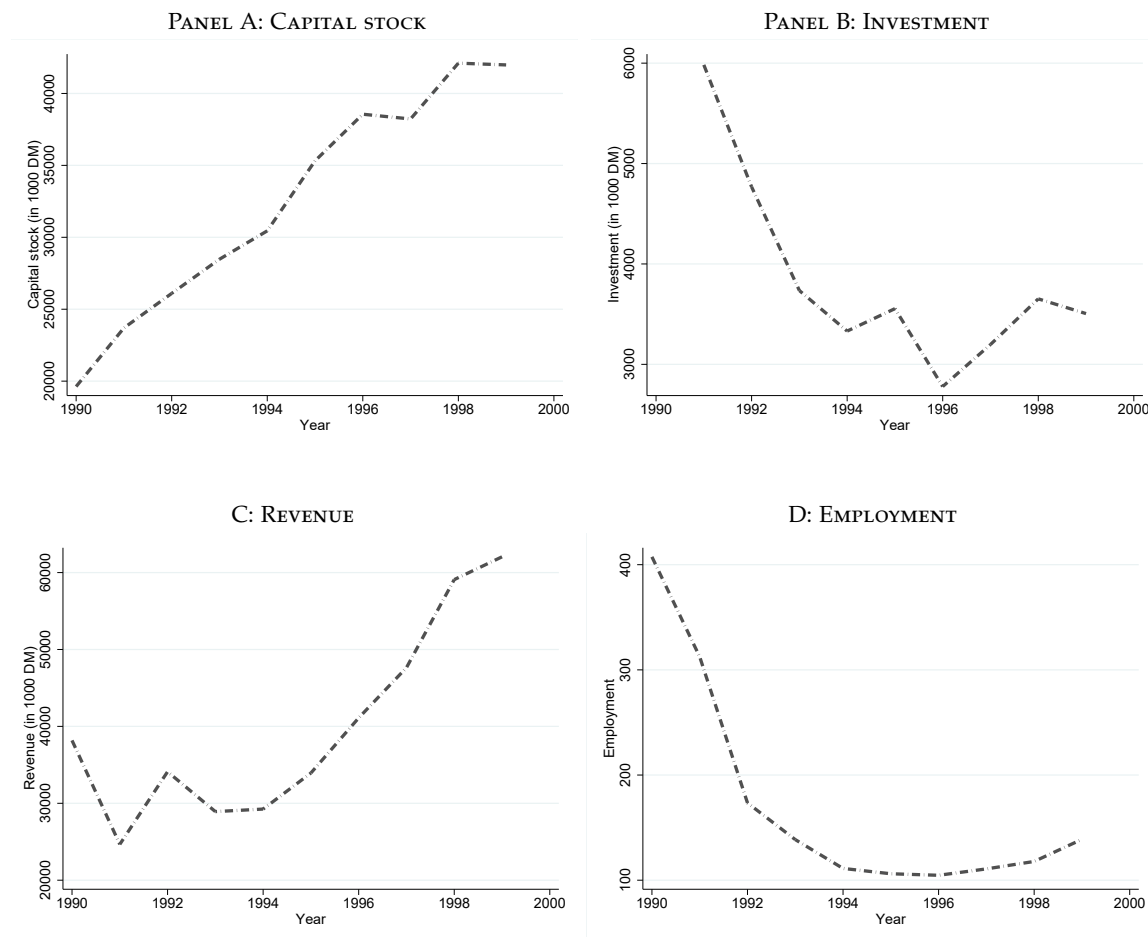 PANEL A: CAPITAL STOCK
Capital stock (in 1000 DM)
40000
35000
30000
25000
20000
1990 1992 1994 1996 1998 2000
Year
PANEL B: INVESTMENT
Investment (in 1000 DM)
6000
5000
4000
3000
1990 1992 1994 1996 1998 2000
Year
C: REVENUE
Revenue (in 1000 DM)
60000
50000
40000
30000
20000
1990 1992 1994 1996 1998 2000
Year
D: EMPLOYMENT
Employment
400
300
200
100
1990 1992 1994 1996 1998 2000
Year